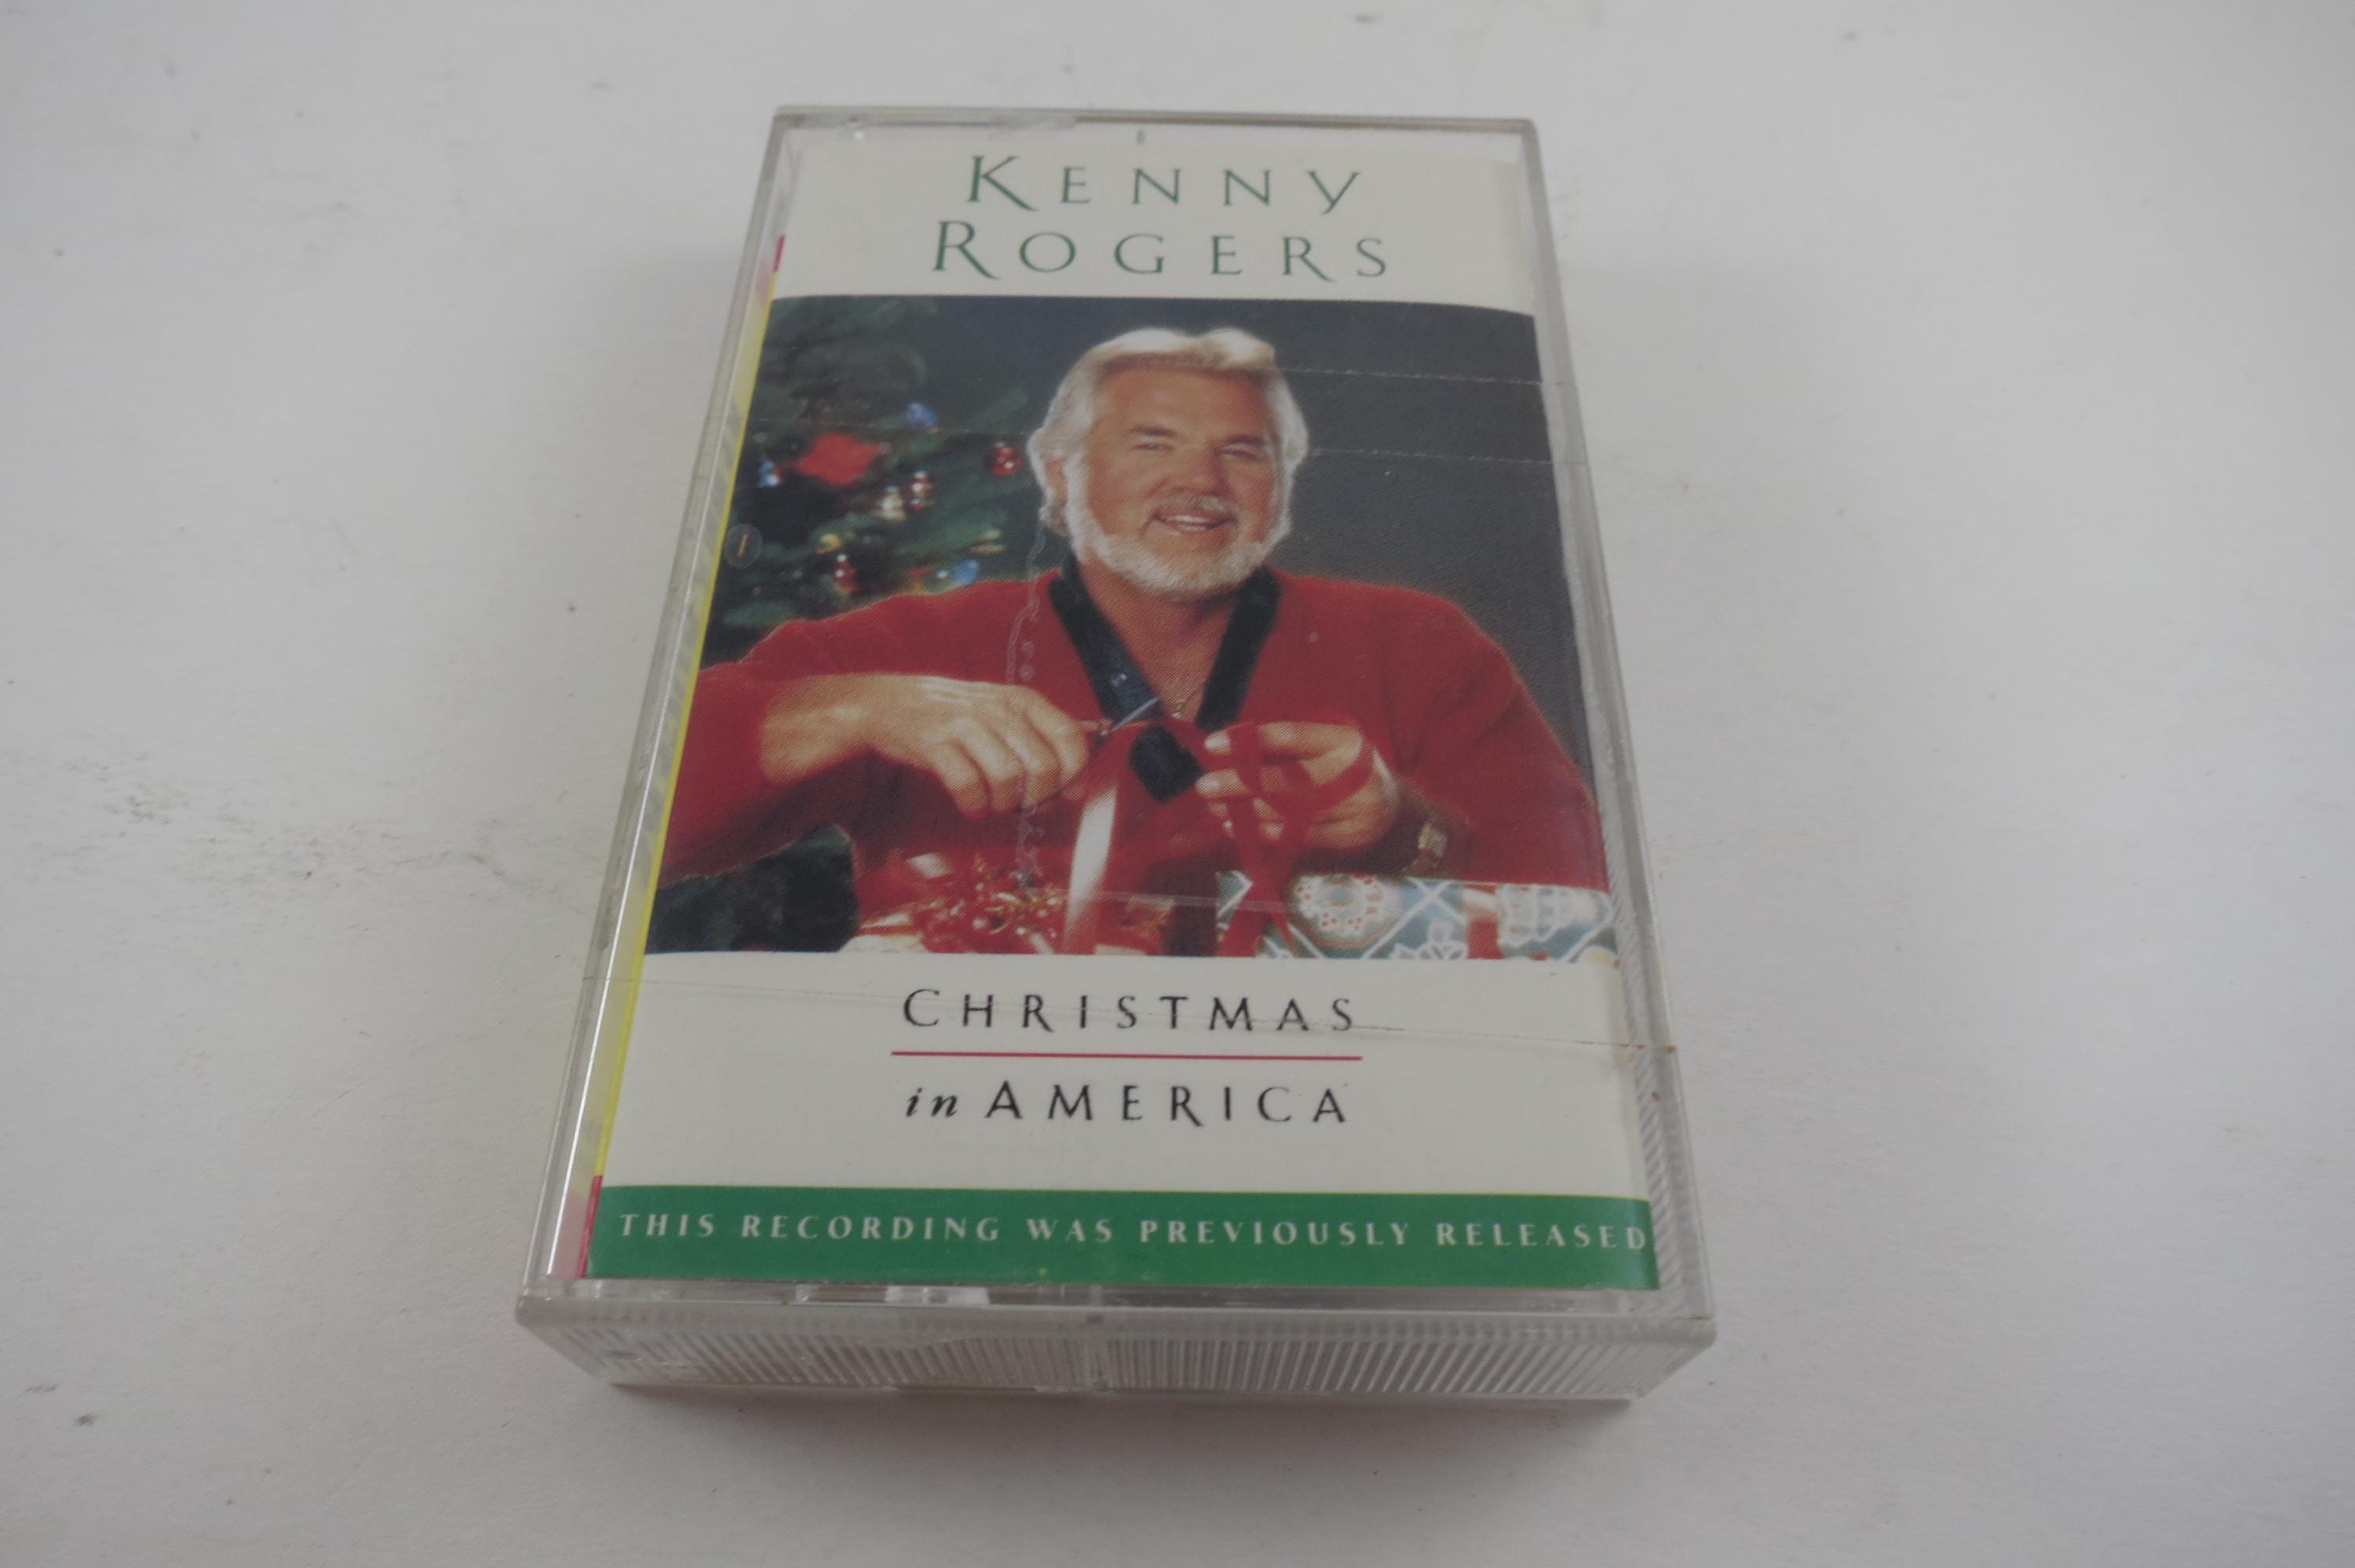 KENNY
ROGERS
CHRISTMAS
in AMERICA
THIS RECORDING WAS PREVIOUSLY RELEASED